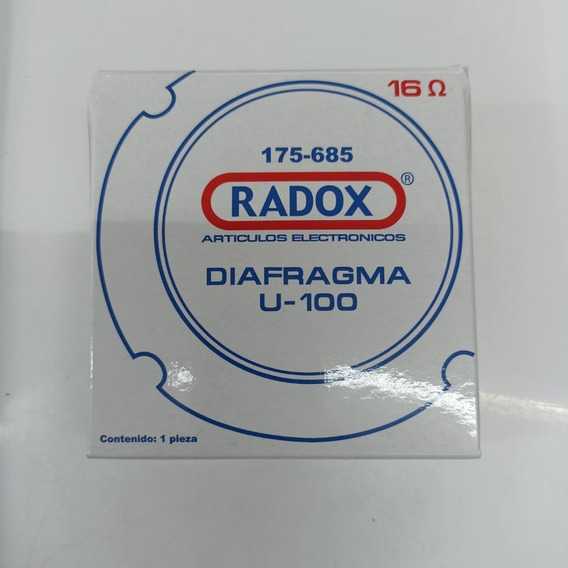 16 Ω
175-685
RADOX®
ARTICULOS ELECTRONICOS
DIAFRAGMA
U-100
Contenido: 1 pieza